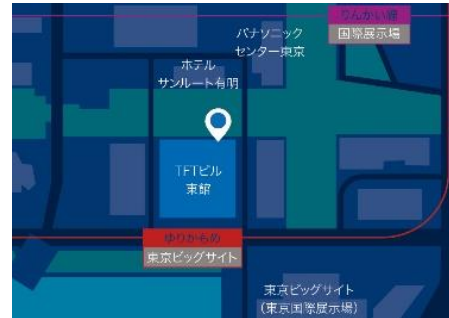 りんかい線
国際展示場
パナソニック
センター東京
ホテル
サンルート有明
TFTビル
東館
ゆりかもめ
東京ビッグサイト
東京ビッグサイト
(東京国際展示場)